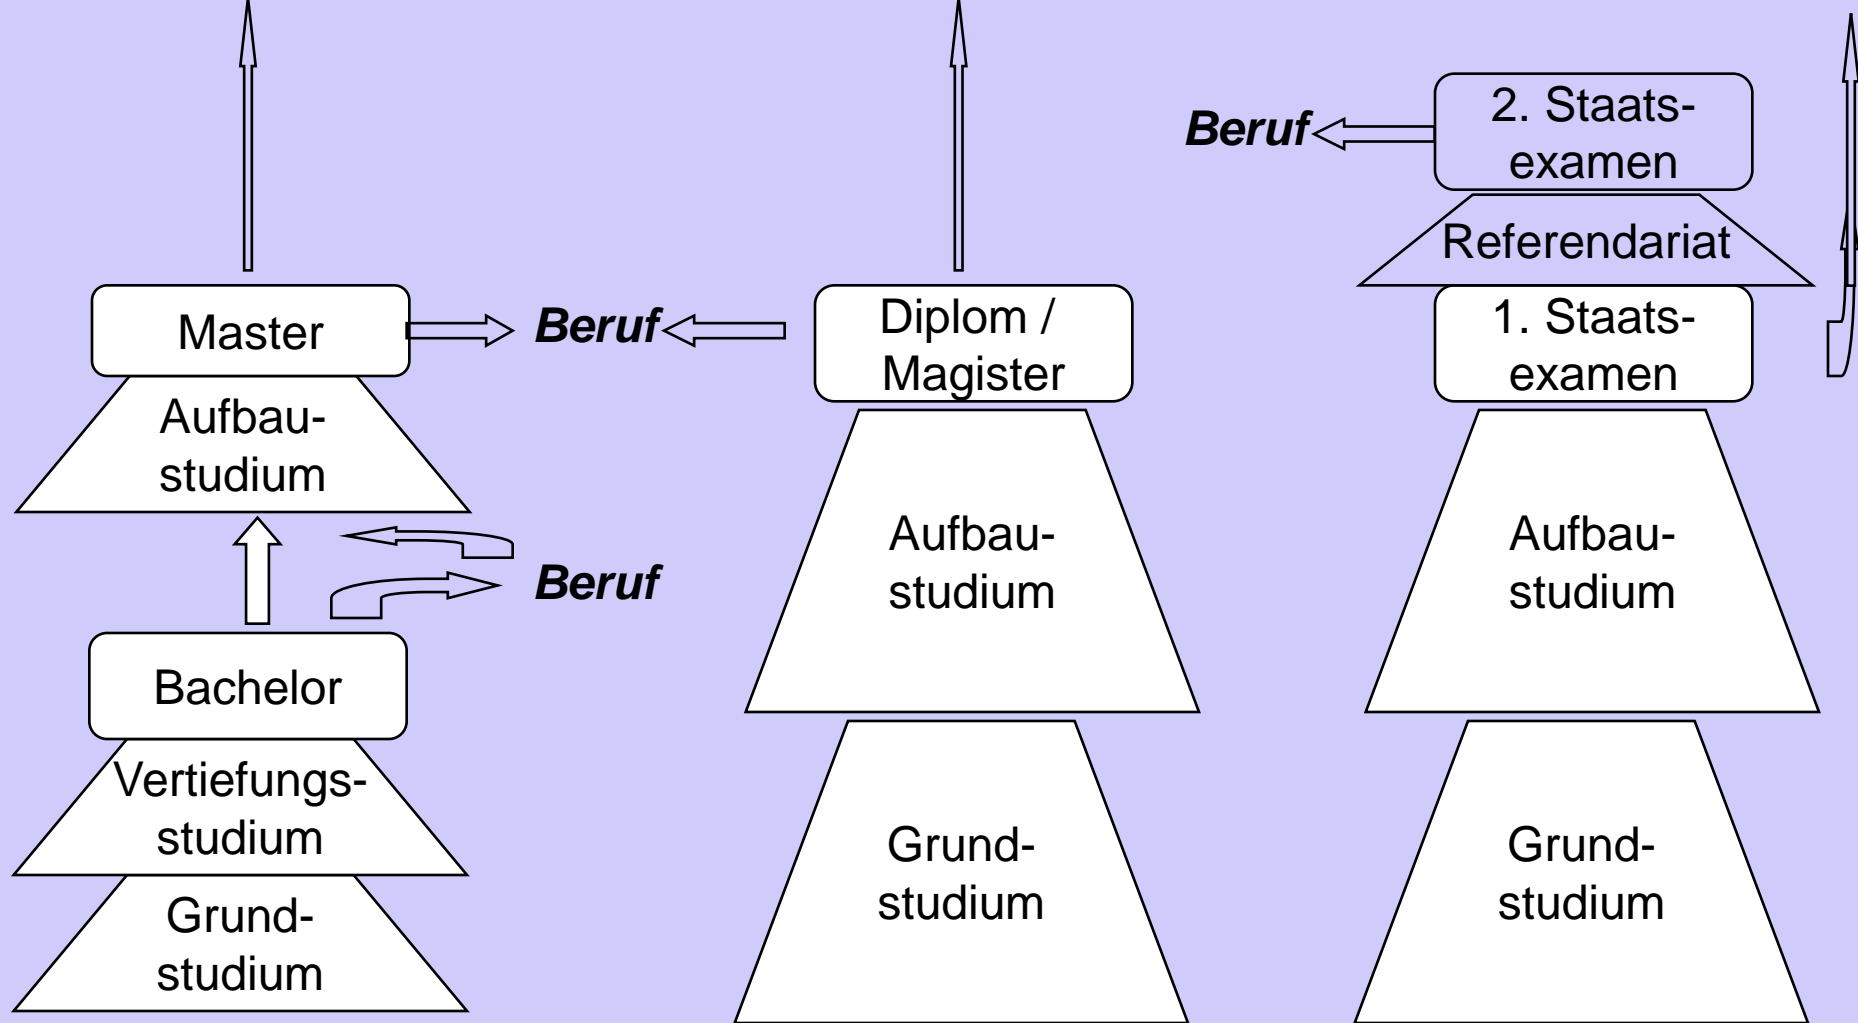 Master
Aufbau-
studium
Beruf
Beruf
Bachelor
Vertiefungs-
studium
Grund-
studium
Diplom /
Magister
Aufbau-
studium
Grund-
studium
Beruf
2. Staats-
examen
Referendariat
1. Staats-
examen
Aufbau-
studium
Grund-
studium